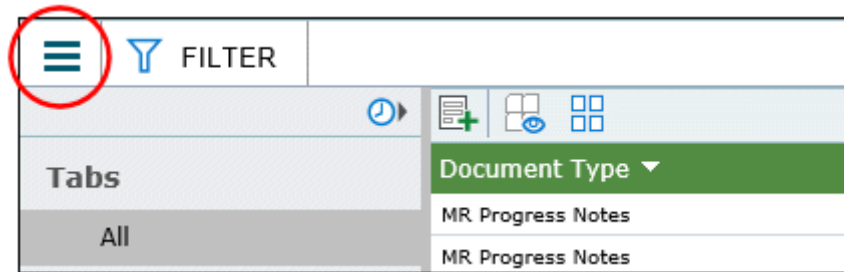 FILTER
Tabs
All
Document Type
MR Progress Notes
MR Progress Notes